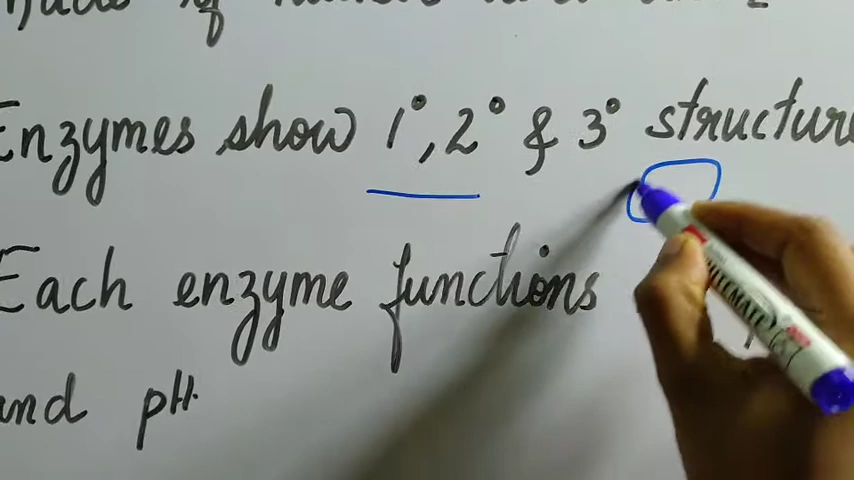 Enzymes show 1°, 2° & 3° structure
Each enzyme functions
and pH.